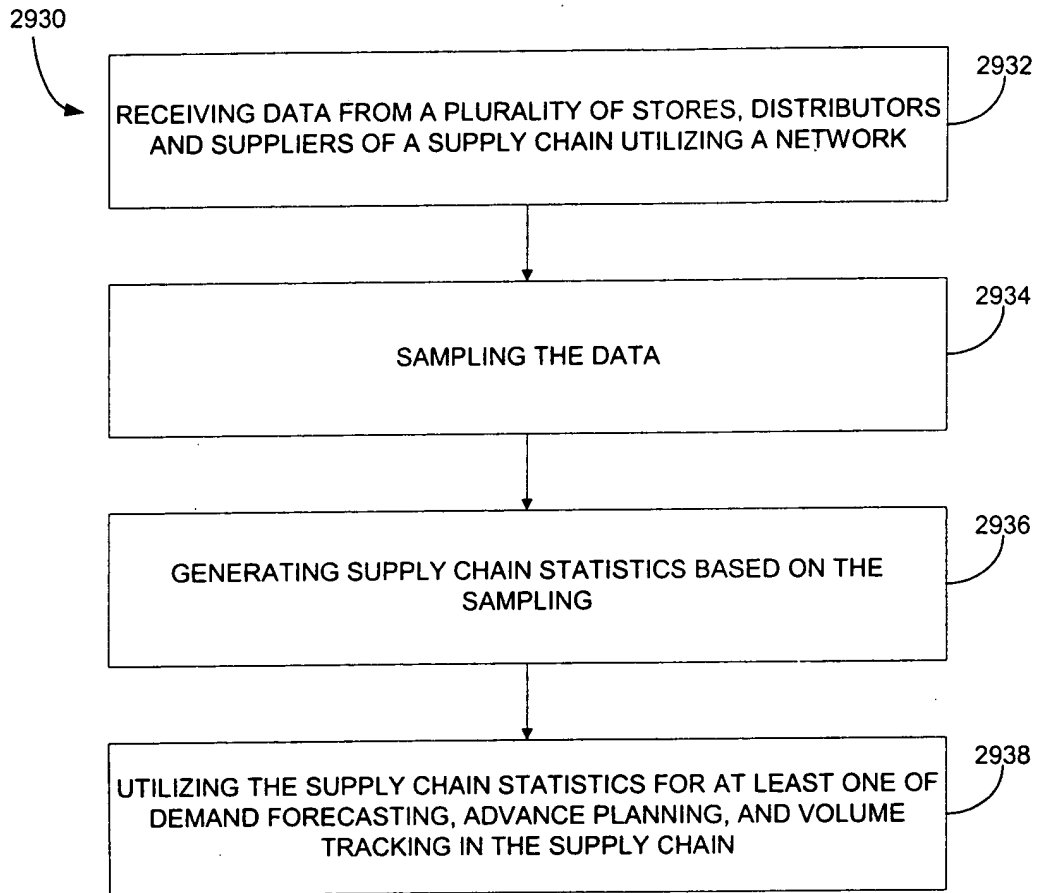 2930
2932
RECEIVING DATA FROM A PLURALITY OF STORES, DISTRIBUTORS
AND SUPPLIERS OF A SUPPLY CHAIN UTILIZING A NETWORK
2934
SAMPLING THE DATA
2936
GENERATING SUPPLY CHAIN STATISTICS BASED ON THE
SAMPLING
2938
UTILIZING THE SUPPLY CHAIN STATISTICS FOR AT LEAST ONE OF
DEMAND FORECASTING, ADVANCE PLANNING, AND VOLUME
TRACKING IN THE SUPPLY CHAIN